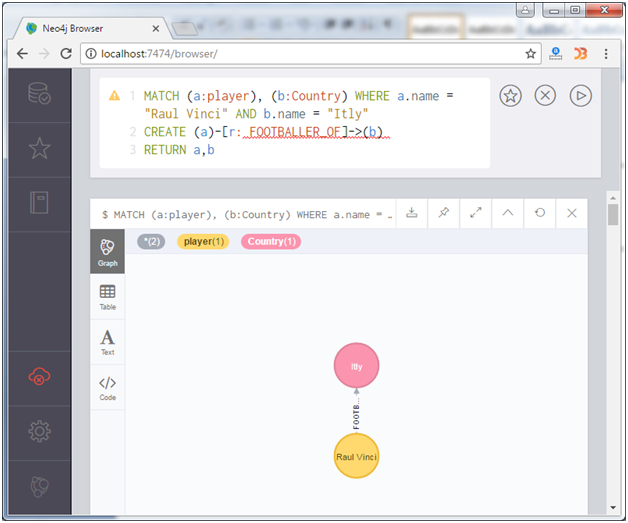 Neo4j Browser
localhost:7474/browser/
1 MATCH (a:player), (b:Country) WHERE a.name =
"Raul Vinci" AND b.name = "Itly"
2 CREATE (a)-[r: FOOTBALLER_OF]->(b)
3 RETURN a,b
$ MATCH (a:player), (b:Country) WHERE a.name = …
*(2) player(1) Country(1)
Graph
Table
A
Text
Code
Itly
FOOTB…
Raul Vinci